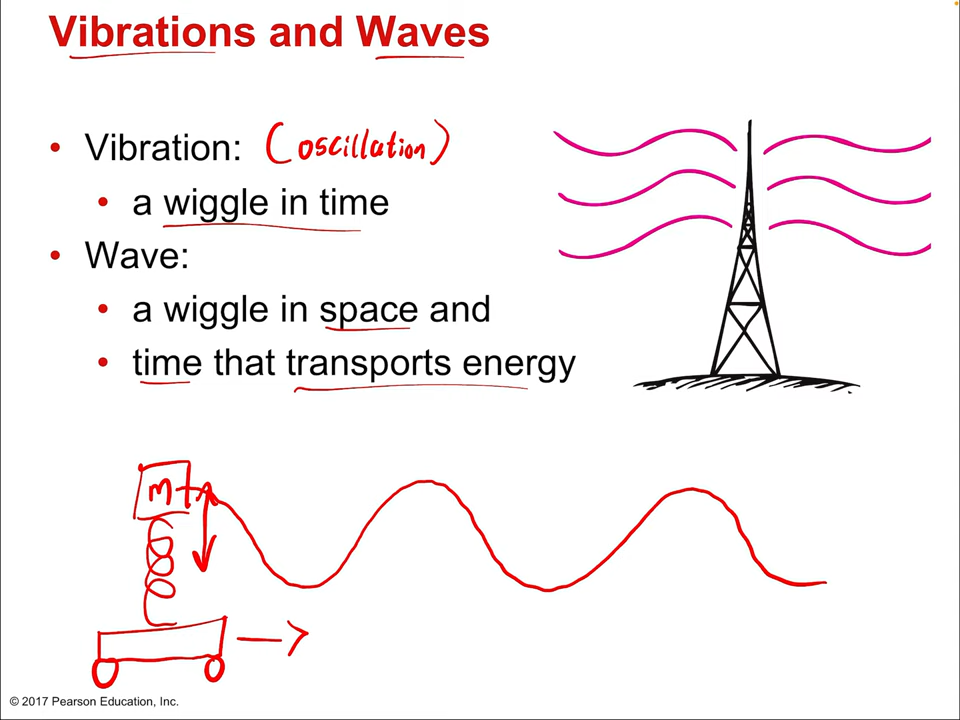 Vibrations and Waves
• Vibration: (oscillation)
• a wiggle in time
• Wave:
• a wiggle in space and
• time that transports energy
m
© 2017 Pearson Education, Inc.